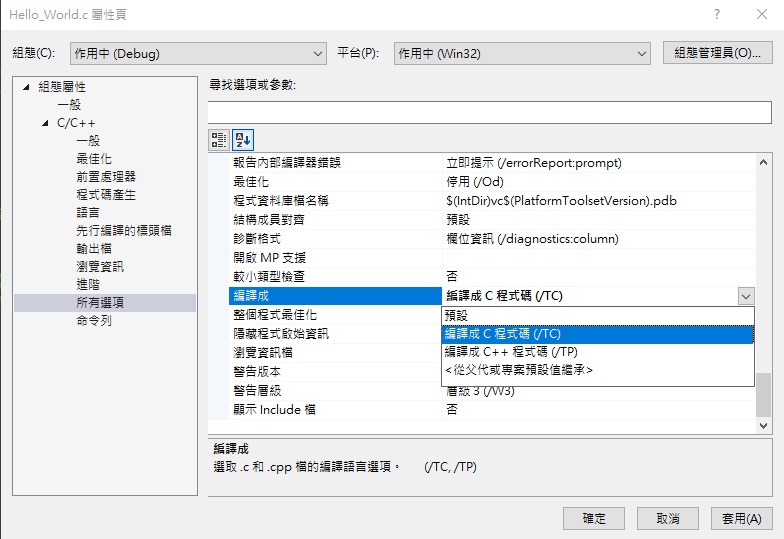 Hello_World.c 屬性頁
組態(C): 作用中 (Debug) 平台(P): 作用中 (Win32) 組態管理員(O)...
組態屬性
一般
C/C++
一般
最佳化
前置處理器
程式碼產生
語言
先行編譯的標頭檔
輸出檔
瀏覽資訊
進階
所有選項
命令列
尋找選項或參數:
報告內部編譯器錯誤 立即提示 (/errorReport:prompt)
最佳化 停用 (/Od)
程式資料庫檔名稱 $(IntDir)vc$(PlatformToolsetVersion).pdb
結構成員對齊 預設
診斷格式 欄位資訊 (/diagnostics:column)
開啟 MP 支援
較小類型檢查 否
編譯成 編譯成 C 程式碼 (/TC)
整個程式最佳化 預設
隱藏程式啟始資訊 編譯成 C 程式碼 (/TC)
瀏覽資訊檔 編譯成 C++ 程式碼 (/TP)
警告版本 <從父代或專案預設值繼承>
警告層級 層級 3 (/W3)
顯示 Include 檔 否
編譯成
選取 .c 和 .cpp 檔的編譯語言選項。 (/TC, /TP)
確定 取消 套用(A)